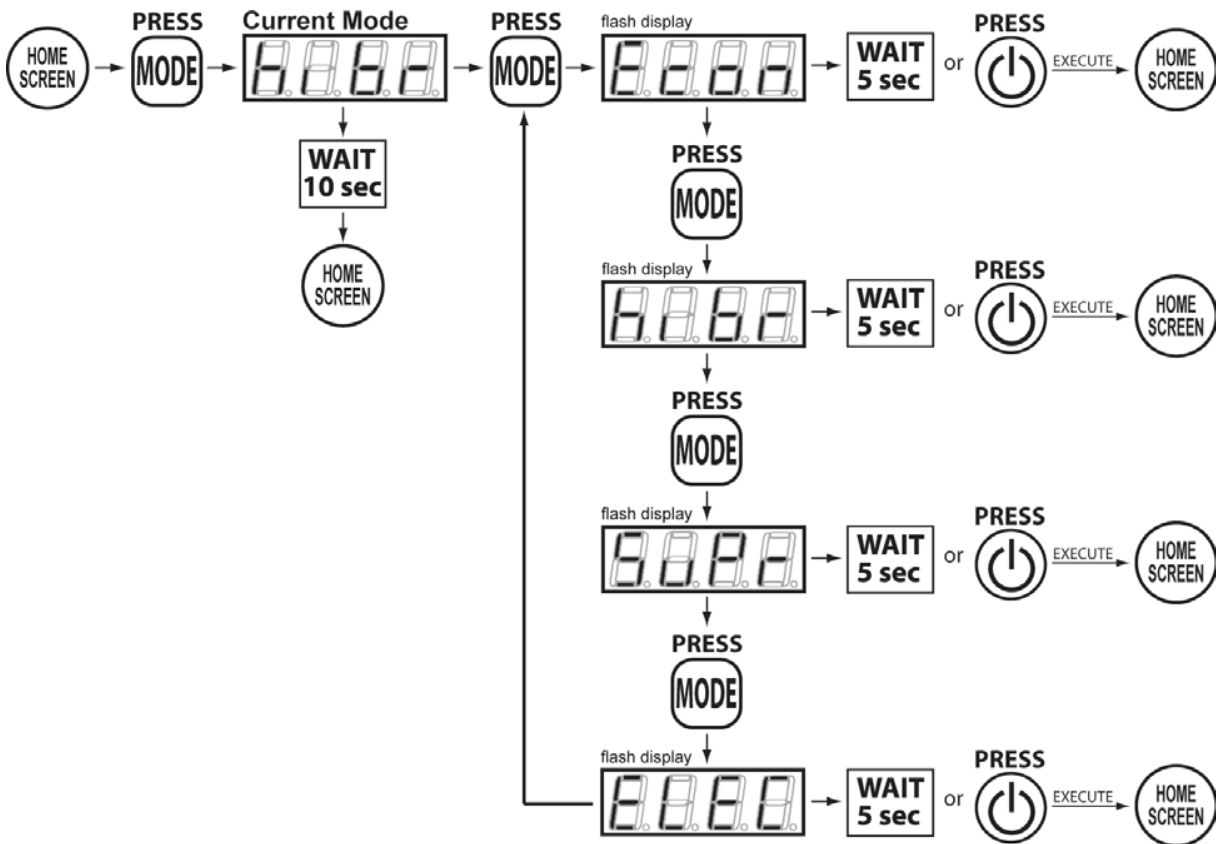 PRESS
Current Mode
PRESS
flash display
PRESS
HOME
SCREEN
MODE
hibr
MODE
Econ
WAIT
5 sec
or
EXECUTE
HOME
SCREEN
WAIT
10 sec
PRESS
MODE
HOME
SCREEN
flash display
PRESS
hibr
WAIT
5 sec
or
EXECUTE
HOME
SCREEN
PRESS
MODE
flash display
PRESS
SuPr
WAIT
5 sec
or
EXECUTE
HOME
SCREEN
PRESS
MODE
flash display
PRESS
ELEC
WAIT
5 sec
or
EXECUTE
HOME
SCREEN